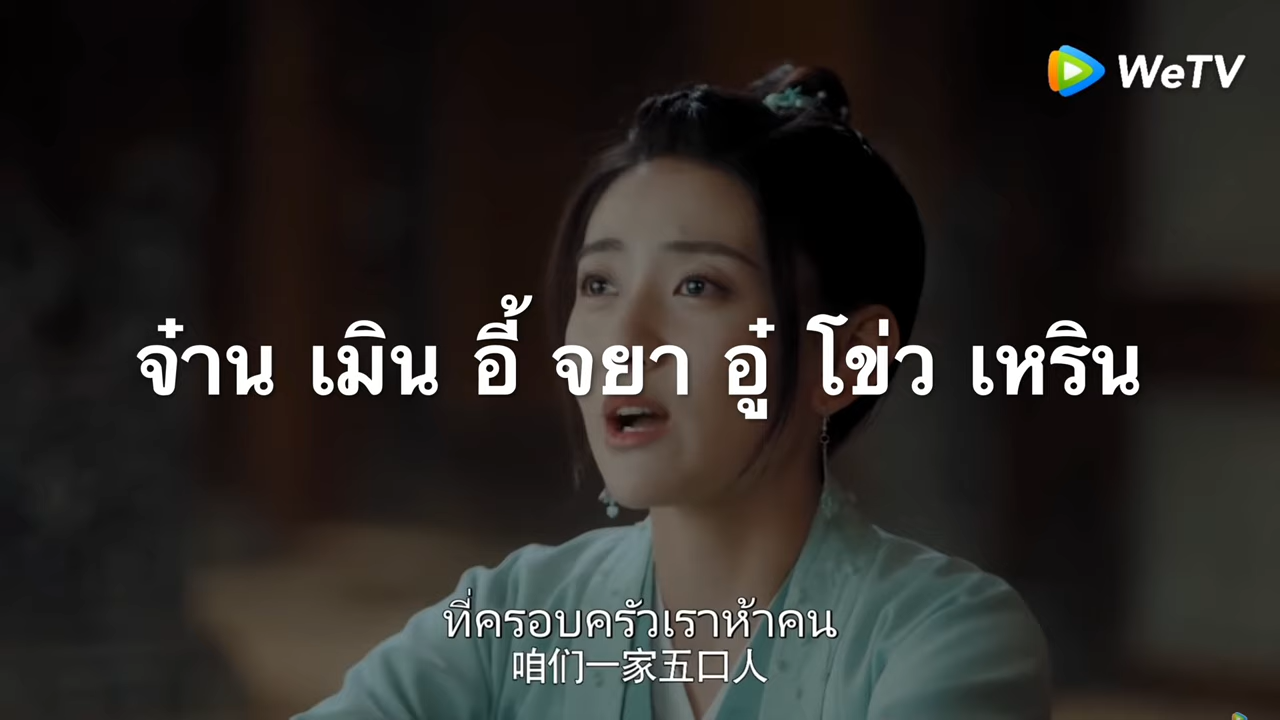 WeTV
จ๋าน เมิน อี้ จยา อู๋ โข่ว เหริน
ที่ครอบครัวเราห้าคน
咱们一家五口人